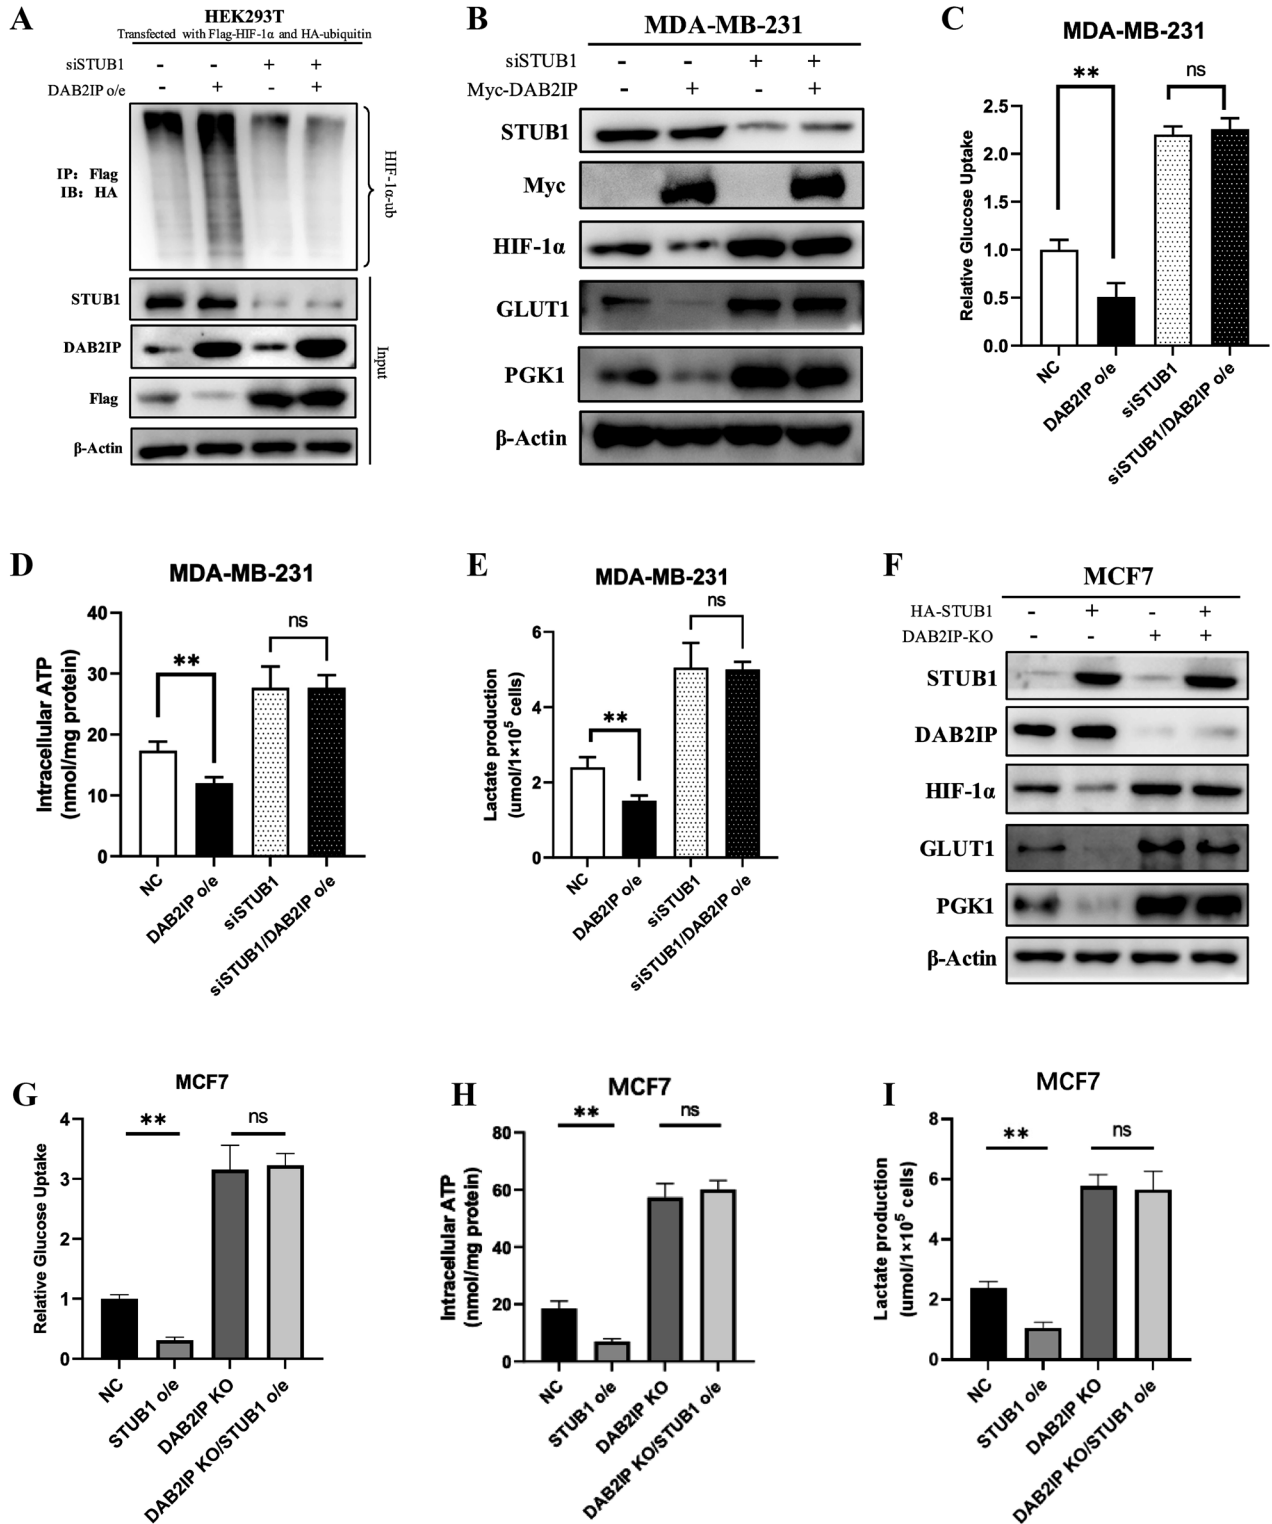 A
HEK293T
Transfected with Flag-HIF-1α and HA-ubiquitin
siSTUB1 - - + +
DAB2IP o/e - + - +
IP: Flag
IB: HA
HIF-1α-ub
STUB1
DAB2IP
Flag
β-Actin
Input
B
MDA-MB-231
siSTUB1 - - + +
Myc-DAB2IP - + - +
STUB1
Myc
HIF-1α
GLUT1
PGK1
β-Actin
C
MDA-MB-231
** ns
Relative Glucose Uptake
2.5
2.0
1.5
1.0
0.5
0.0
NC
DAB2IP o/e
siSTUB1
siSTUB1/DAB2IP o/e
D
MDA-MB-231
** ns
Intracellular ATP
(nmol/mg protein)
40
30
20
10
0
NC
DAB2IP o/e
siSTUB1
siSTUB1/DAB2IP o/e
E
MDA-MB-231
** ns
Lactate production
(umol/1×10⁵ cells)
6
4
2
0
NC
DAB2IP o/e
siSTUB1
siSTUB1/DAB2IP o/e
F
MCF7
HA-STUB1 - + - +
DAB2IP-KO - - + +
STUB1
DAB2IP
HIF-1α
GLUT1
PGK1
β-Actin
G
MCF7
** ns
Relative Glucose Uptake
4
3
2
1
0
NC
STUB1 o/e
DAB2IP KO
DAB2IP KO/STUB1 o/e
H
MCF7
** ns
Intracellular ATP
(nmol/mg protein)
80
60
40
20
0
NC
STUB1 o/e
DAB2IP KO
DAB2IP KO/STUB1 o/e
I
MCF7
** ns
Lactate production
(umol/1×10⁵ cells)
8
6
4
2
0
NC
STUB1 o/e
DAB2IP KO
DAB2IP KO/STUB1 o/e